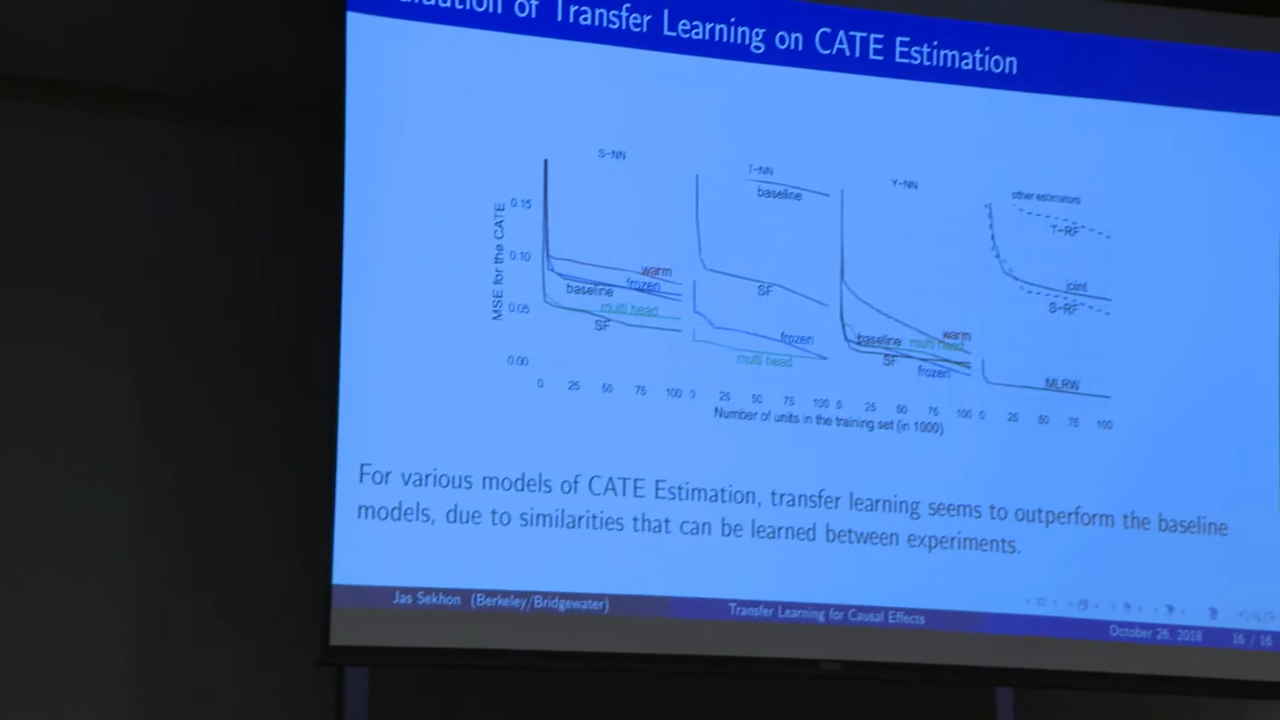 of Transfer Learning on CATE Estimation
S-NN
T-NN
Y-NN
other estimators
MSE for the CATE
0.15
0.10
0.05
0.00
warm
frozen
baseline
multi head
SF
baseline
SF
frozen
multi head
warm
baseline
multi head
SF
frozen
T-RF
joint
S-RF
MLRW
0 25 50 75 100 0 25 50 75 100 0 25 50 75 100 0 25 50 75 100
Number of units in the training set (in 1000)
For various models of CATE Estimation, transfer learning seems to outperform the baseline
models, due to similarities that can be learned between experiments.
Jas Sekhon (Berkeley/Bridgewater) Transfer Learning for Causal Effects October 26, 2018 16 / 16